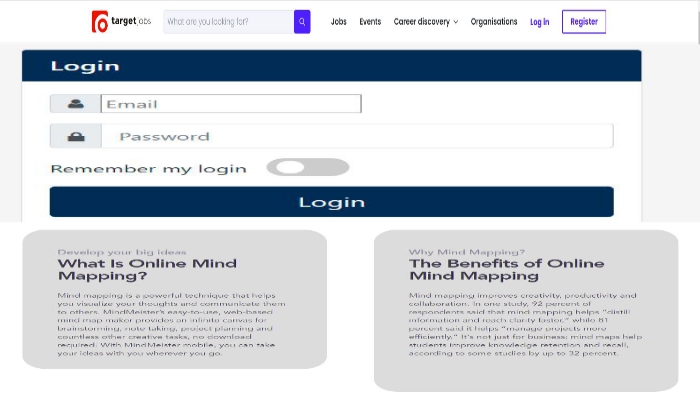 targetjobs
What are you looking for?
Jobs
Events
Career discovery
Organisations
Log in
Register
Login
Email
Password
Remember my login
Login
Develop your big ideas
What Is Online Mind
Mapping?
Mind mapping is a powerful technique that helps
you visualize your thoughts and communicate them
to others. MindMeister's easy-to-use, web-based
mind map maker provides an infinite canvas for
brainstorming, note taking, project planning and
countless other creative tasks, no download
required. With MindMeister mobile, you can take
your ideas with you wherever you go.
Why Mind Mapping?
The Benefits of Online
Mind Mapping
Mind mapping improves creativity, productivity and
collaboration. In one study, 92 percent of
respondents said that mind mapping helps "distill
information and reach clarity faster," while 81
percent said it helps "manage projects more
efficiently." It's not just for business: mind maps help
students improve knowledge retention and recall,
according to some studies by up to 32 percent.